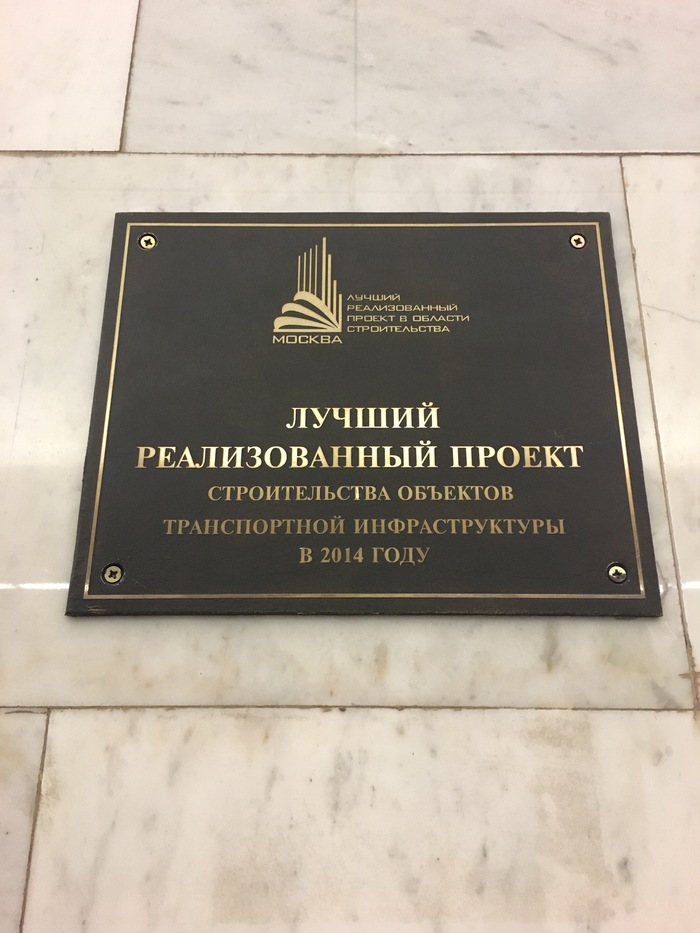 ЛУЧШИЙ
РЕАЛИЗОВАННЫЙ
ПРОЕКТ В ОБЛАСТИ
СТРОИТЕЛЬСТВА
МОСКВА
ЛУЧШИЙ
РЕАЛИЗОВАННЫЙ ПРОЕКТ
СТРОИТЕЛЬСТВА ОБЪЕКТОВ
ТРАНСПОРТНОЙ ИНФРАСТРУКТУРЫ
В 2014 ГОДУ